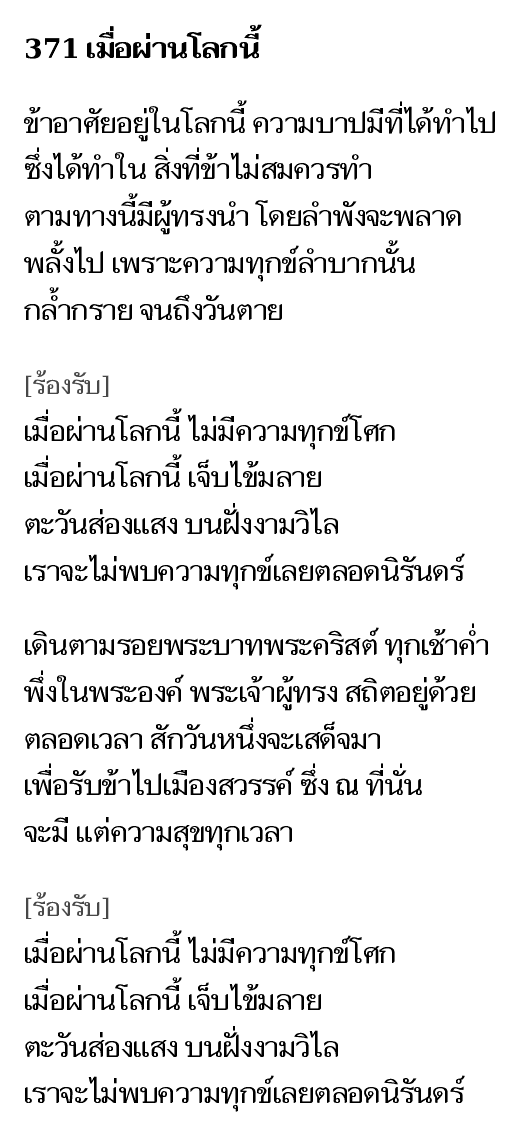 371 เมื่อผ่านโลกนี้
ข้าอาศัยอยู่ในโลกนี้ ความบาปมีที่ได้ทำไป
ซึ่งได้ทำใน สิ่งที่ข้าไม่สมควรทำ
ตามทางนี้มีผู้ทรงนำ โดยลำพังจะพลาด
พลั้งไป เพราะความทุกข์ลำบากนั้น
กล้ำกราย จนถึงวันตาย
[ร้องรับ]
เมื่อผ่านโลกนี้ ไม่มีความทุกข์โศก
เมื่อผ่านโลกนี้ เจ็บไข้มลาย
ตะวันส่องแสง บนฝั่งงามวิไล
เราจะไม่พบความทุกข์เลยตลอดนิรันดร์
เดินตามรอยพระบาทพระคริสต์ ทุกเช้าค่ำ
พึ่งในพระองค์ พระเจ้าผู้ทรง สถิตอยู่ด้วย
ตลอดเวลา สักวันหนึ่งจะเสด็จมา
เพื่อรับข้าไปเมืองสวรรค์ ซึ่ง ณ ที่นั่น
จะมี แต่ความสุขทุกเวลา
[ร้องรับ]
เมื่อผ่านโลกนี้ ไม่มีความทุกข์โศก
เมื่อผ่านโลกนี้ เจ็บไข้มลาย
ตะวันส่องแสง บนฝั่งงามวิไล
เราจะไม่พบความทุกข์เลยตลอดนิรันดร์